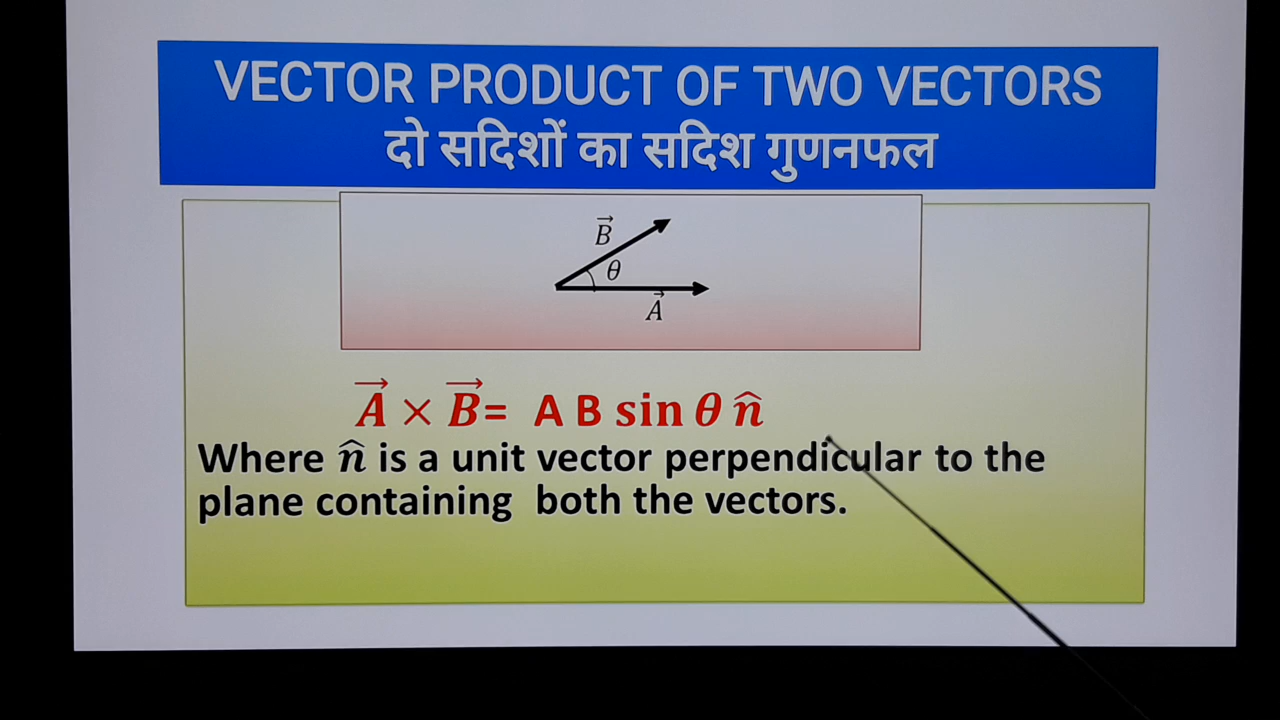 VECTOR PRODUCT OF TWO VECTORS
दो सदिशों का सदिश गुणनफल
B⃗
θ
A⃗
A⃗ × B⃗= A B sin θ n̂
Where n̂ is a unit vector perpendicular to the
plane containing both the vectors.